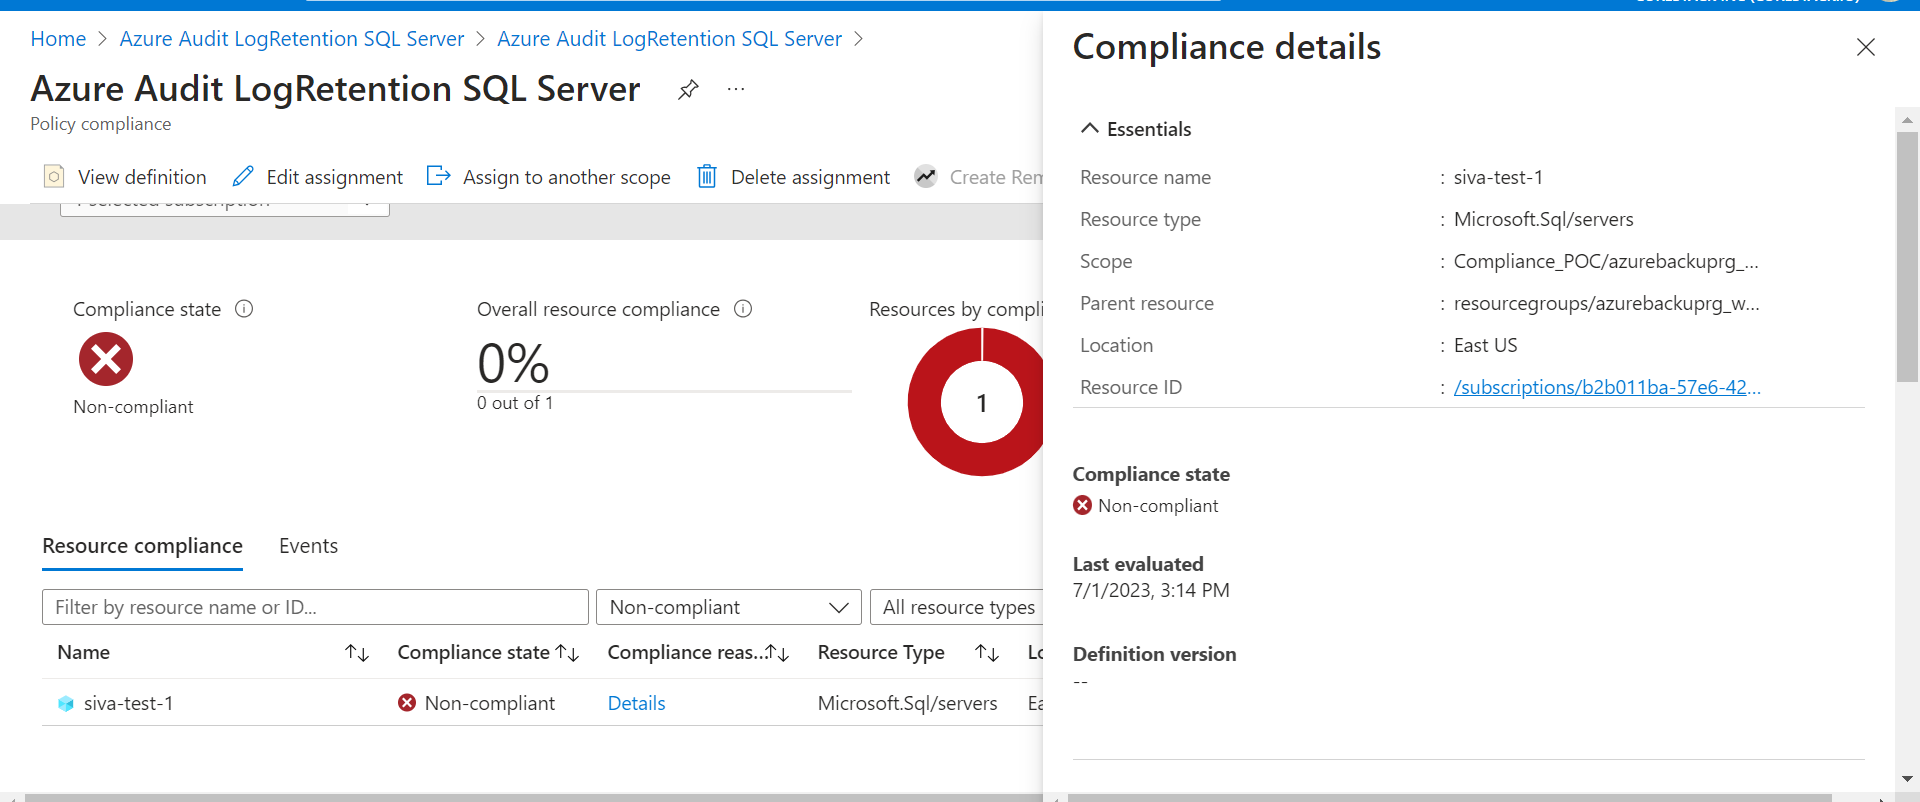 Home > Azure Audit LogRetention SQL Server > Azure Audit LogRetention SQL Server >
Azure Audit LogRetention SQL Server ...
Policy compliance
View definition Edit assignment Assign to another scope Delete assignment Create Rem
Compliance state
Non-compliant
Overall resource compliance
0%
0 out of 1
Resources by compli
1
Resource compliance Events
Filter by resource name or ID... Non-compliant All resource types
Name Compliance state Compliance reas... Resource Type Lo
siva-test-1 Non-compliant Details Microsoft.Sql/servers Ea
Compliance details
Essentials
Resource name : siva-test-1
Resource type : Microsoft.Sql/servers
Scope : Compliance_POC/azurebackuprg_...
Parent resource : resourcegroups/azurebackuprg_w...
Location : East US
Resource ID : /subscriptions/b2b011ba-57e6-42...
Compliance state
Non-compliant
Last evaluated
7/1/2023, 3:14 PM
Definition version
--